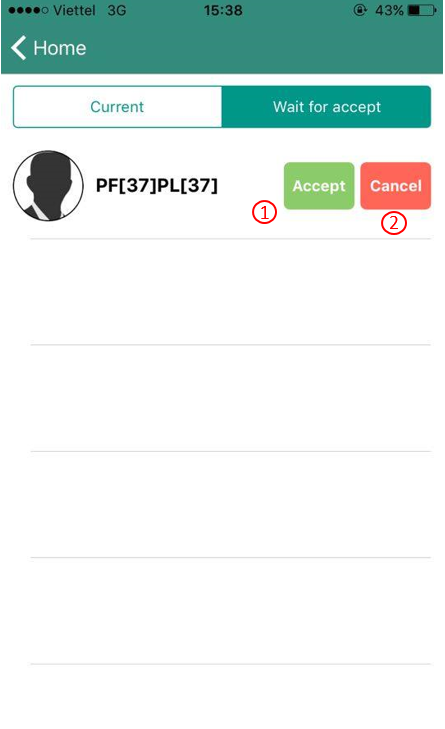 ●●●●○ Viettel 3G 15:38 43%
Home
Current Wait for accept
PF[37]PL[37] Accept Cancel
① ②